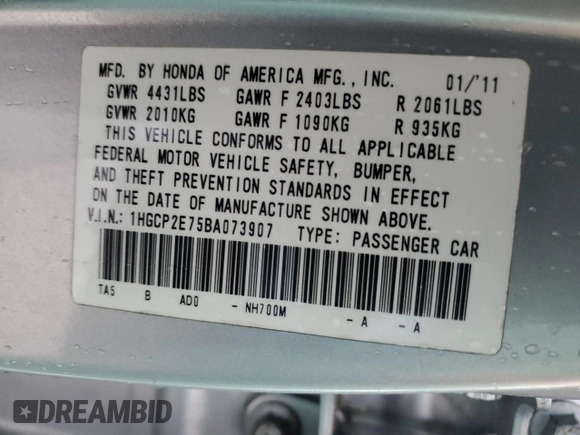 MFD. BY HONDA OF AMERICA MFG., INC. 01/'11
GVWR 4431LBS GAWR F 2403LBS R 2061LBS
GVWR 2010KG GAWR F 1090KG R 935KG
THIS VEHICLE CONFORMS TO ALL APPLICABLE
FEDERAL MOTOR VEHICLE SAFETY, BUMPER,
AND THEFT PREVENTION STANDARDS IN EFFECT
ON THE DATE OF MANUFACTURE SHOWN ABOVE.
V.I.N.: 1HGCP2E75BA073907 TYPE: PASSENGER CAR
TA5 B AD0 - NH700M - A - A
DREAMBID